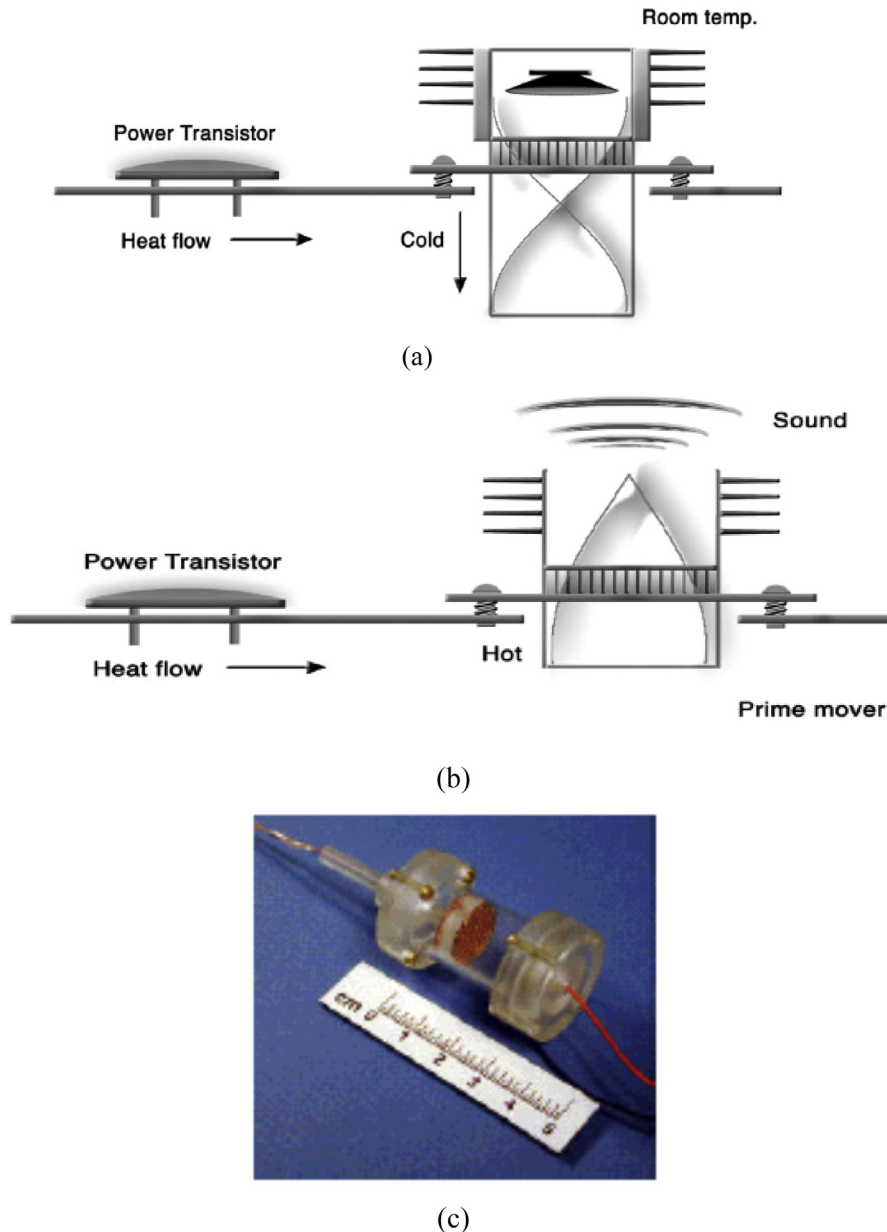 Room temp.
Power Transistor
Heat flow
Cold
(a)
Sound
Power Transistor
Heat flow
Hot
Prime mover
(b)
cm 0 1 2 3 4 5
(c)